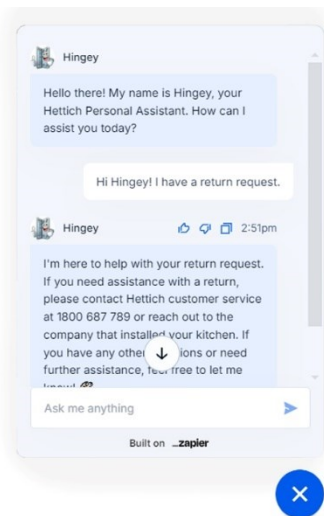 Hingey
Hello there! My name is Hingey, your
Hettich Personal Assistant. How can I
assist you today?
Hi Hingey! I have a return request.
Hingey 2:51pm
I'm here to help with your return request.
If you need assistance with a return,
please contact Hettich customer service
at 1800 687 789 or reach out to the
company that installed your kitchen. If
you have any other ions or need
further assistance, feel free to let me
Ask me anything
Built on _zapier